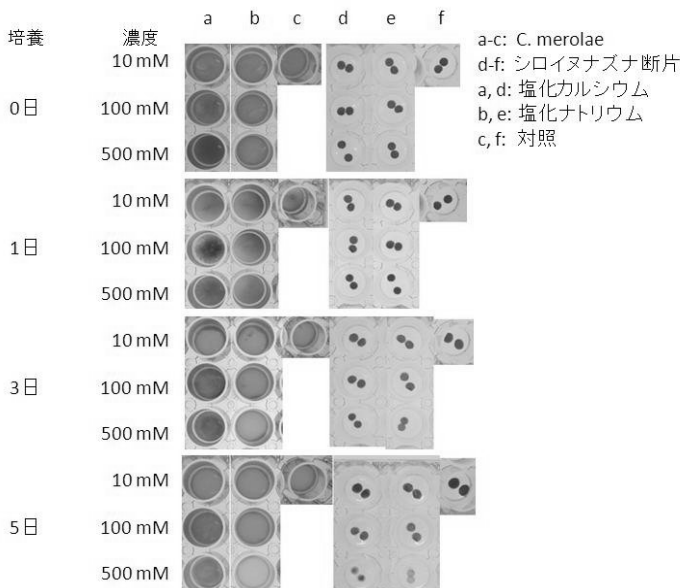 a b c d e f
培養 濃度
10 mM
0日 100 mM
500 mM
10 mM
1日 100 mM
500 mM
10 mM
3日 100 mM
500 mM
10 mM
5日 100 mM
500 mM
a-c: C. merolae
d-f: シロイヌナズナ断片
a, d: 塩化カルシウム
b, e: 塩化ナトリウム
c, f: 対照